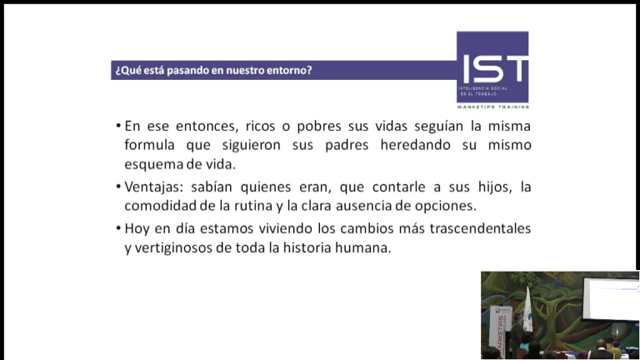 ¿Qué está pasando en nuestro entorno?
IST
INTELIGENCIA SOCIAL
EN EL TRABAJO
MARKETIPS TRAINING
• En ese entonces, ricos o pobres sus vidas seguían la misma
formula que siguieron sus padres heredando su mismo
esquema de vida.
• Ventajas: sabían quienes eran, que contarle a sus hijos, la
comodidad de la rutina y la clara ausencia de opciones.
• Hoy en día estamos viviendo los cambios más trascendentales
y vertiginosos de toda la historia humana.